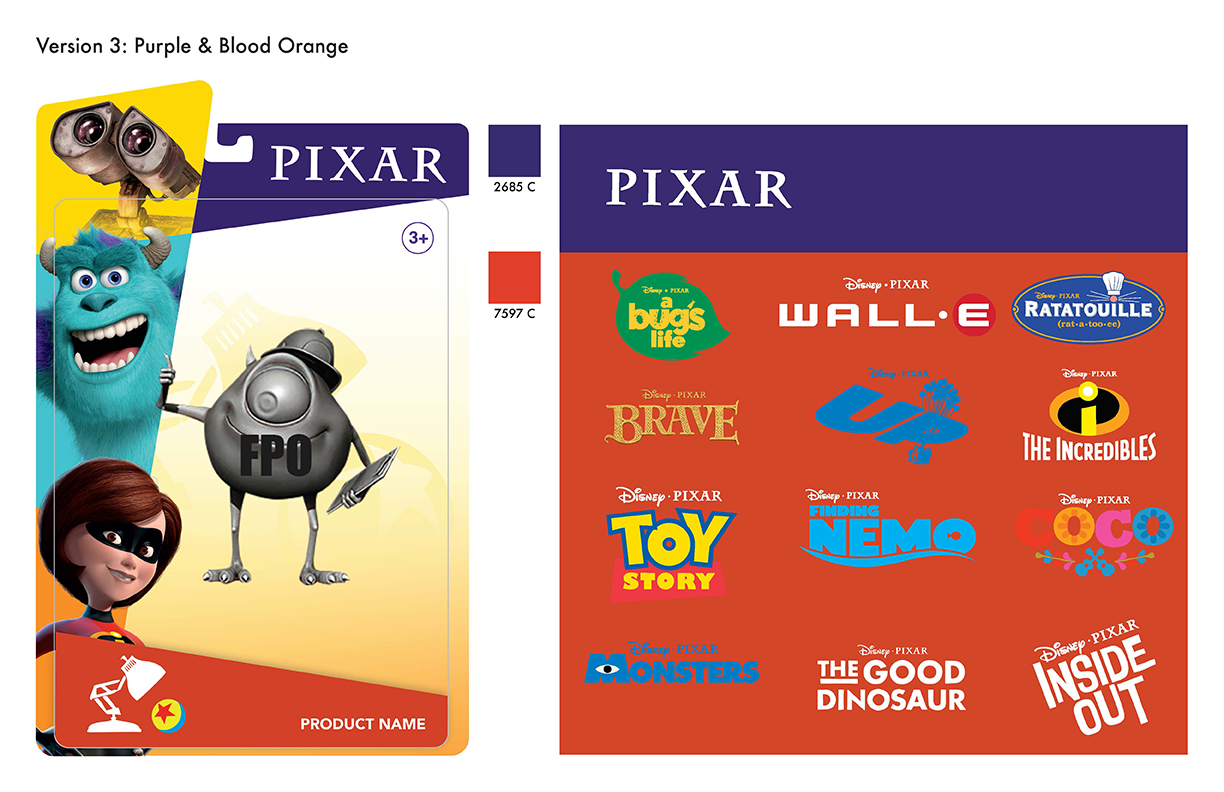 Version 3: Purple & Blood Orange
PIXAR
3+
FPO
PRODUCT NAME
2685 C
7597 C
PIXAR
Disney • PIXAR
a
bug's
life
Disney • PIXAR
WALL•E
Disney • PIXAR
RATATOUILLE
(rat•a•too•ee)
Disney • PIXAR
BRAVE
Disney • PIXAR
UP
Disney • PIXAR
i
THE INCREDIBLES
Disney • PIXAR
TOY
STORY
Disney • PIXAR
FINDING
NEMO
Disney • PIXAR
COCO
Disney • PIXAR
MONSTERS
Disney • PIXAR
THE GOOD
DINOSAUR
Disney • PIXAR
INSIDE
OUT